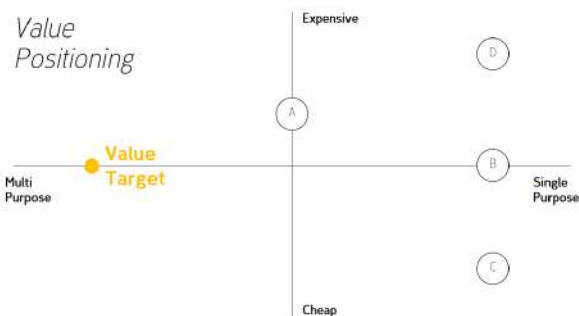 Value
Positioning
Expensive
D
A
Value
Target
B
Multi
Purpose
Single
Purpose
C
Cheap